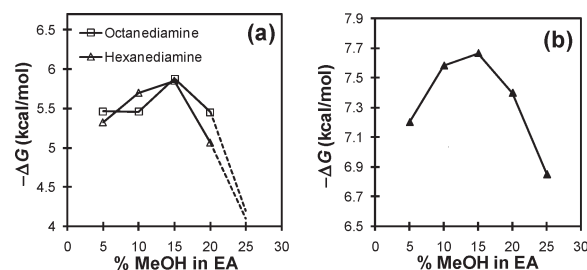 (a)
Octanediamine
Hexanediamine
6.5
6
5.5
5
4.5
4
0 5 10 15 20 25 30
% MeOH in EA
−ΔG (kcal/mol)
(b)
7.9
7.7
7.5
7.3
7.1
6.9
6.7
6.5
0 5 10 15 20 25 30
% MeOH in EA
−ΔG (kcal/mol)